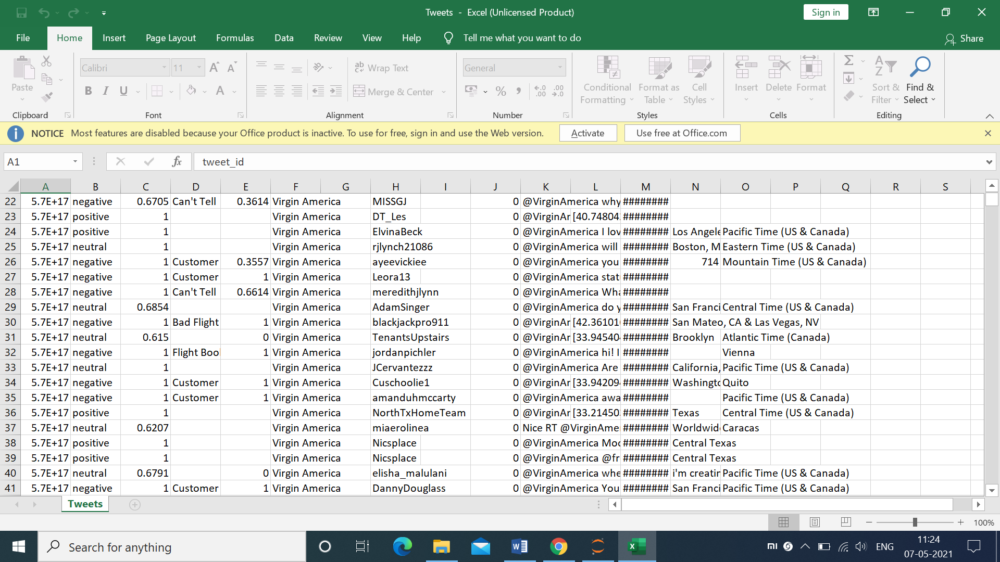 Tweets - Excel (Unlicensed Product)
Sign in
File Home Insert Page Layout Formulas Data Review View Help Tell me what you want to do Share
Paste
Calibri 11
B I U
Wrap Text
Merge & Center
General
Conditional Formatting
Format as Table
Cell Styles
Insert Delete Format
Sort & Filter
Find & Select
Clipboard Font Alignment Number Styles Cells Editing
NOTICE Most features are disabled because your Office product is inactive. To use for free, sign in and use the Web version. Activate Use free at Office.com
A1 fx tweet_id
A B C D E F G H I J K L M N O P Q R S
22 5.7E+17 negative 0.6705 Can't Tell 0.3614 Virgin America MISSGJ 0 @VirginAmerica why ########
23 5.7E+17 positive 1 Virgin America DT_Les 0 @VirginAr [40.74804 ########
24 5.7E+17 positive 1 Virgin America ElvinaBeck 0 @VirginAmerica I lov ######## Los Angele Pacific Time (US & Canada)
25 5.7E+17 neutral 1 Virgin America rjlynch21086 0 @VirginAmerica will ######## Boston, M Eastern Time (US & Canada)
26 5.7E+17 negative 1 Customer 0.3557 Virgin America ayeevickiee 0 @VirginAmerica you ######## 714 Mountain Time (US & Canada)
27 5.7E+17 negative 1 Customer 1 Virgin America Leora13 0 @VirginAmerica stat ########
28 5.7E+17 negative 1 Can't Tell 0.6614 Virgin America meredithjlynn 0 @VirginAmerica Wha ########
29 5.7E+17 neutral 0.6854 Virgin America AdamSinger 0 @VirginAmerica do y ######## San Franci Central Time (US & Canada)
30 5.7E+17 negative 1 Bad Flight 1 Virgin America blackjackpro911 0 @VirginAr [42.36101 ######## San Mateo, CA & Las Vegas, NV
31 5.7E+17 neutral 0.615 0 Virgin America TenantsUpstairs 0 @VirginAr [33.94540 ######## Brooklyn Atlantic Time (Canada)
32 5.7E+17 negative 1 Flight Boo 1 Virgin America jordanpichler 0 @VirginAmerica hi! I ######## Vienna
33 5.7E+17 neutral 1 Virgin America JCervantezzz 0 @VirginAmerica Are ######## California, Pacific Time (US & Canada)
34 5.7E+17 negative 1 Customer 1 Virgin America Cuschoolie1 0 @VirginAr [33.94209 ######## Washingto Quito
35 5.7E+17 negative 1 Customer 1 Virgin America amanduhmccarty 0 @VirginAmerica awa ######## Pacific Time (US & Canada)
36 5.7E+17 positive 1 Virgin America NorthTxHomeTeam 0 @VirginAr [33.21450 ######## Texas Central Time (US & Canada)
37 5.7E+17 neutral 0.6207 Virgin America miaerolinea 0 Nice RT @VirginAme ######## Worldwid Caracas
38 5.7E+17 positive 1 Virgin America Nicsplace 0 @VirginAmerica Moo ######## Central Texas
39 5.7E+17 positive 1 Virgin America Nicsplace 0 @VirginAmerica @fr ######## Central Texas
40 5.7E+17 neutral 0.6791 0 Virgin America elisha_malulani 0 @VirginAmerica whe ######## i'm creatin Pacific Time (US & Canada)
41 5.7E+17 negative 1 Customer 1 Virgin America DannyDouglass 0 @VirginAmerica You ######## San Franci Pacific Time (US & Canada)
Tweets
100%
Search for anything
ENG
11:24
07-05-2021